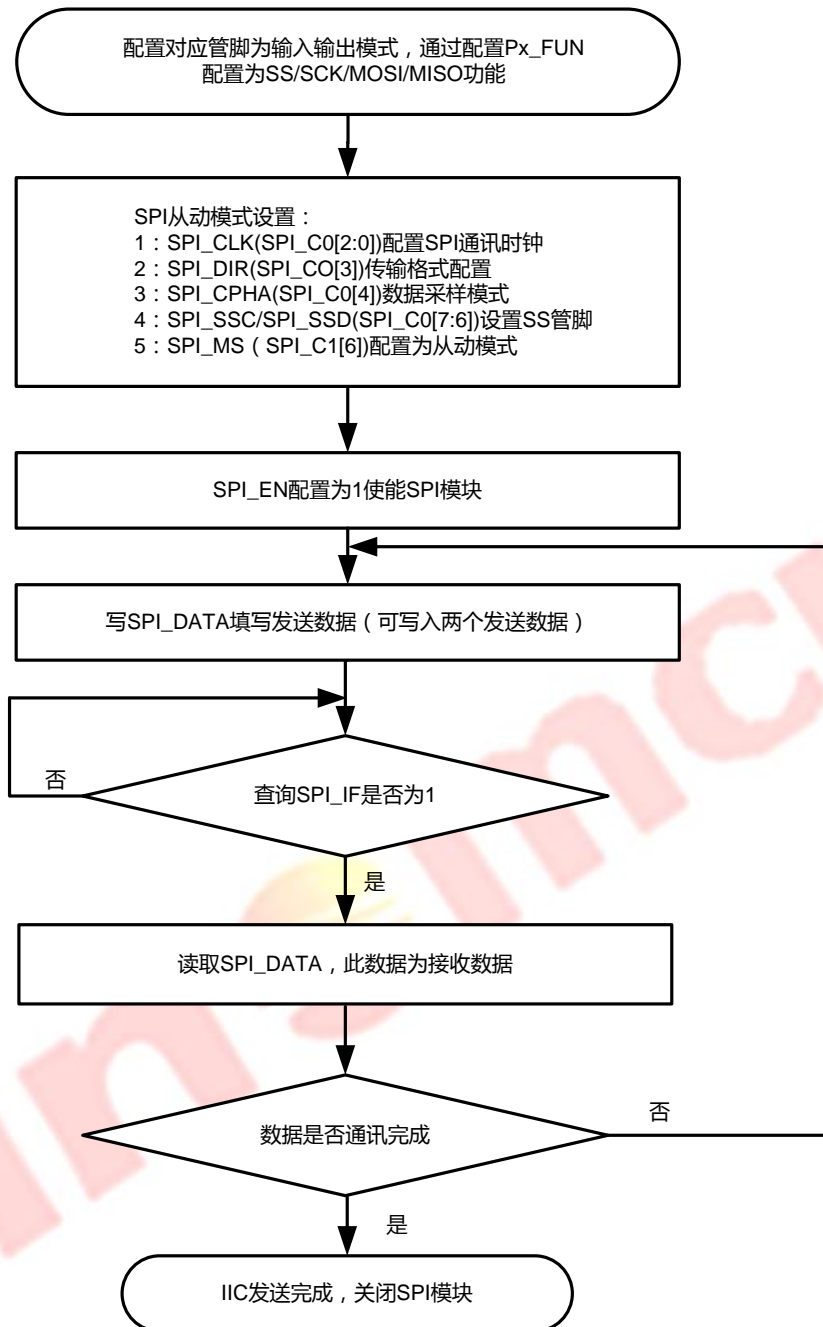 配置对应管脚为输入输出模式，通过配置Px_FUN
配置为SS/SCK/MOSI/MISO功能
SPI从动模式设置：
1：SPI_CLK(SPI_C0[2:0])配置SPI通讯时钟
2：SPI_DIR(SPI_CO[3])传输格式配置
3：SPI_CPHA(SPI_C0[4])数据采样模式
4：SPI_SSC/SPI_SSD(SPI_C0[7:6])设置SS管脚
5：SPI_MS（SPI_C1[6])配置为从动模式
SPI_EN配置为1使能SPI模块
写SPI_DATA填写发送数据（可写入两个发送数据）
否
查询SPI_IF是否为1
是
读取SPI_DATA，此数据为接收数据
否
数据是否通讯完成
是
IIC发送完成，关闭SPI模块